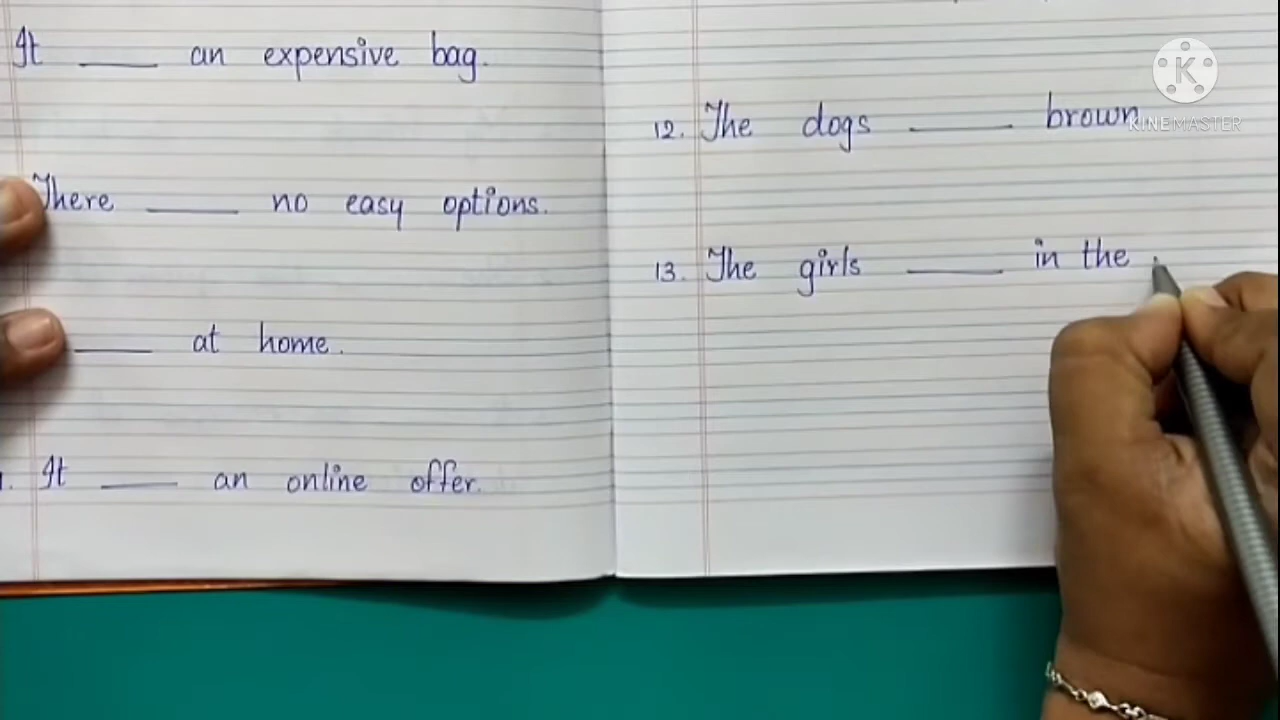 It ____ an expensive bag.
There ____ no easy options.
____ at home.
. It ____ an online offer.
12. The dogs ____ brown
13. The girls ____ in the
KINEMASTER